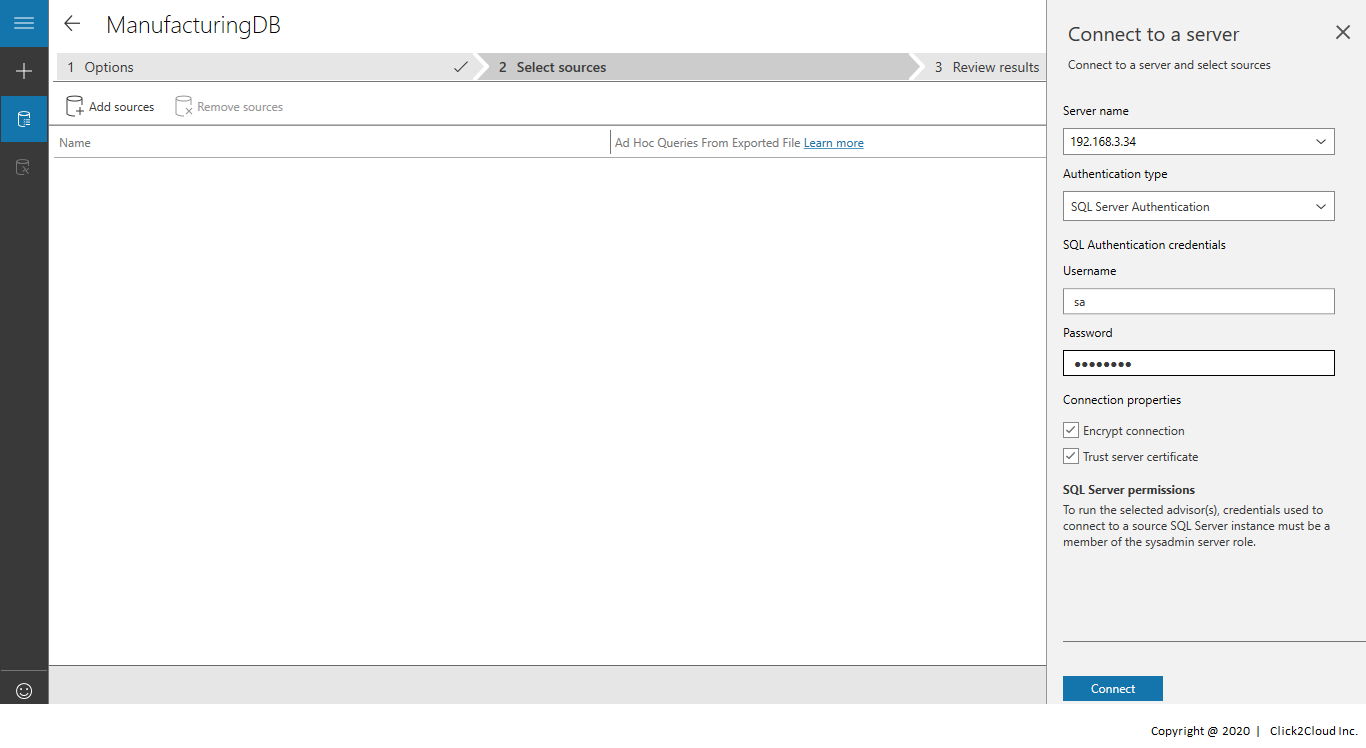 ManufacturingDB
1 Options
2 Select sources
3 Review results
Add sources
Remove sources
Name
Ad Hoc Queries From Exported File Learn more
Connect to a server
Connect to a server and select sources
Server name
192.168.3.34
Authentication type
SQL Server Authentication
SQL Authentication credentials
Username
sa
Password
••••••••
Connection properties
Encrypt connection
Trust server certificate
SQL Server permissions
To run the selected advisor(s), credentials used to
connect to a source SQL Server instance must be a
member of the sysadmin server role.
Connect
Copyright @ 2020 | Click2Cloud Inc.